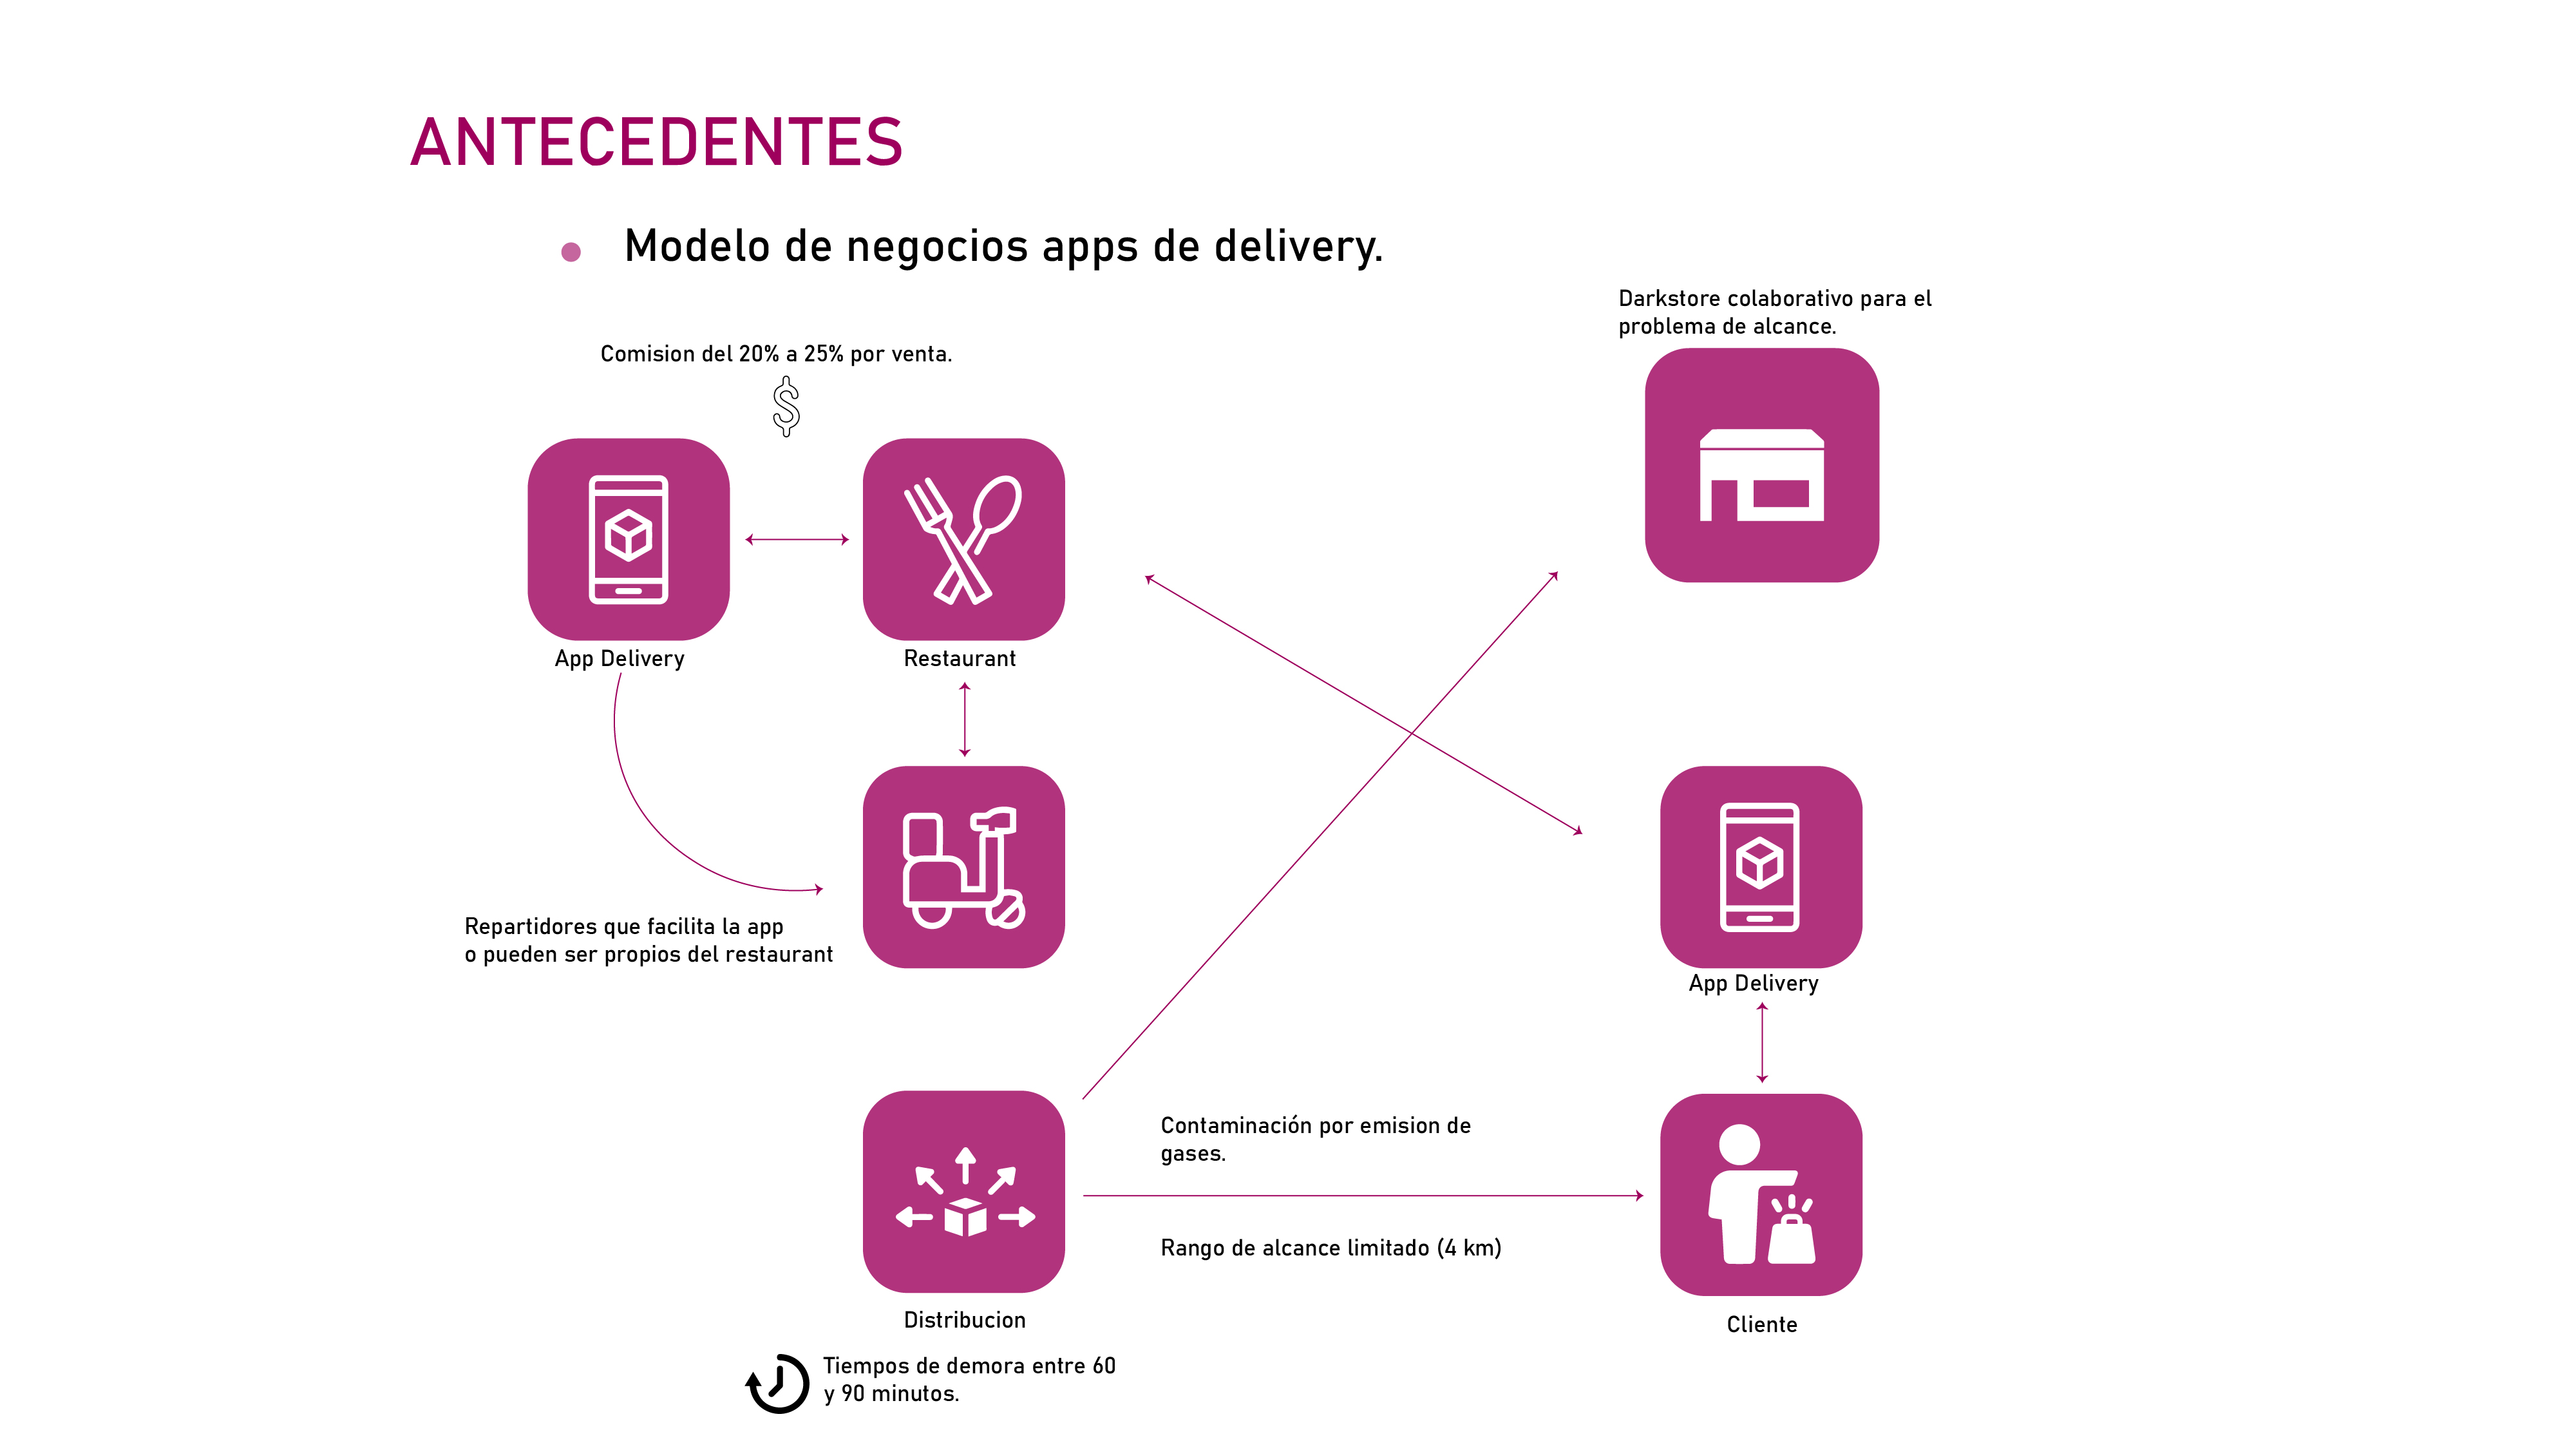 ANTECEDENTES
Modelo de negocios apps de delivery.
Darkstore colaborativo para el
problema de alcance.
Comision del 20% a 25% por venta.
$
App Delivery
Restaurant
Repartidores que facilita la app
o pueden ser propios del restaurant
App Delivery
Contaminación por emision de
gases.
Rango de alcance limitado (4 km)
Distribucion
Cliente
Tiempos de demora entre 60
y 90 minutos.